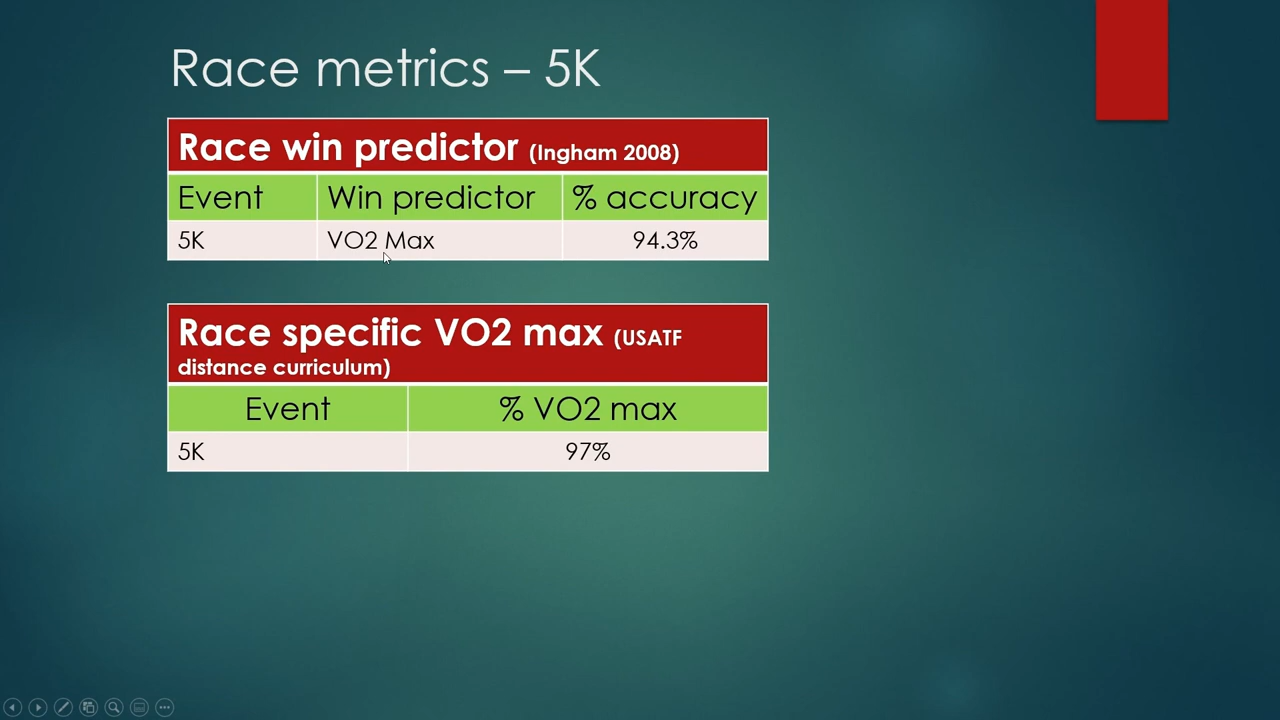 Race metrics – 5K
Race win predictor (Ingham 2008)
Event Win predictor % accuracy
5K VO2 Max 94.3%
Race specific VO2 max (USATF
distance curriculum)
Event % VO2 max
5K 97%